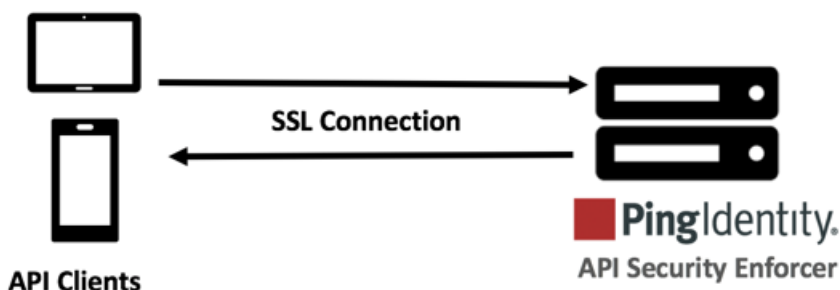 SSL Connection
PingIdentity.
API Security Enforcer
API Clients